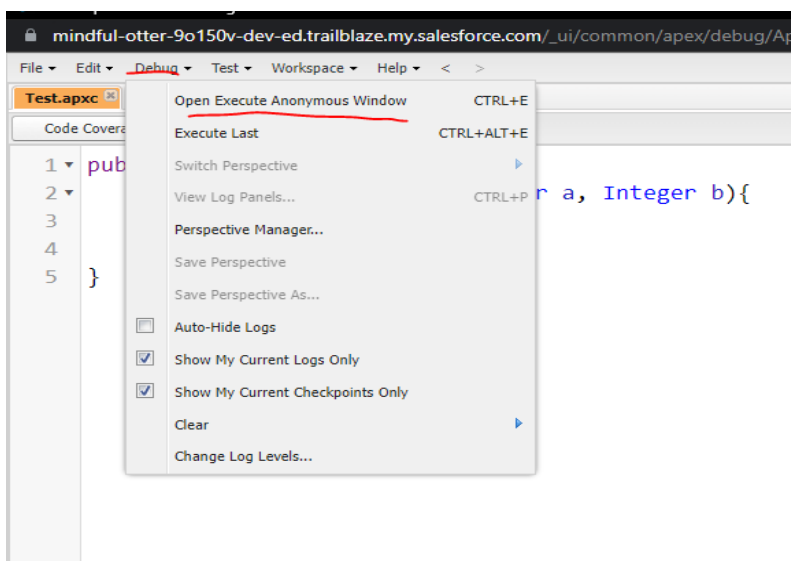 mindful-otter-9o150v-dev-ed.trailblaze.my.salesforce.com/_ui/common/apex/debug/Ap
File Edit Debug Test Workspace Help < >
Test.apxc
Code Covera
Open Execute Anonymous Window CTRL+E
Execute Last CTRL+ALT+E
Switch Perspective
View Log Panels... CTRL+P
Perspective Manager...
Save Perspective
Save Perspective As...
Auto-Hide Logs
Show My Current Logs Only
Show My Current Checkpoints Only
Clear
Change Log Levels...
1 pub
2 r a, Integer b){
3
4
5 }